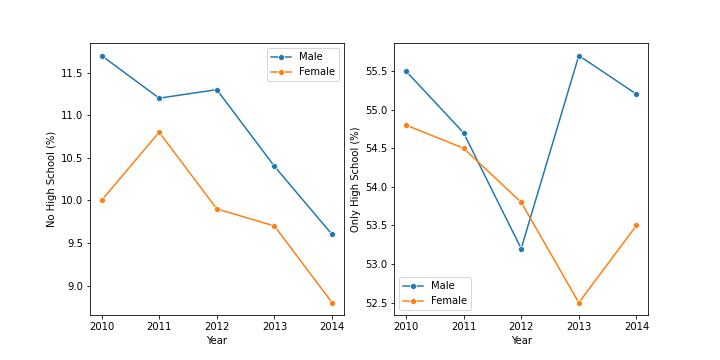 No High School (%)
11.5
11.0
10.5
10.0
9.5
9.0
Male
Female
2010 2011 2012 2013 2014
Year
Only High School (%)
55.5
55.0
54.5
54.0
53.5
53.0
52.5
Male
Female
2010 2011 2012 2013 2014
Year